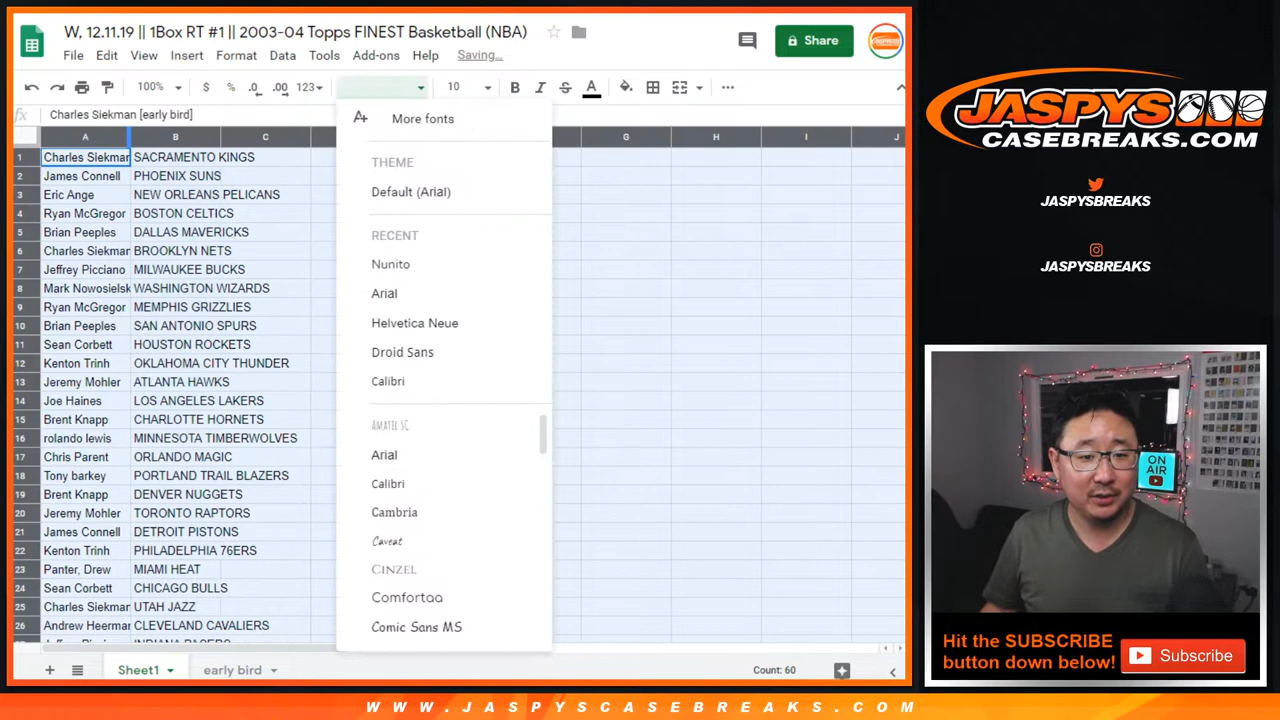 W, 12.11.19 || 1Box RT #1 || 2003-04 Topps FINEST Basketball (NBA)
Share
File Edit View Insert Format Data Tools Add-ons Help Saving...
100% $ % .0 .00 123 10 B I S A
fx Charles Siekman [early bird]
More fonts
THEME
Default (Arial)
RECENT
Nunito
Arial
Helvetica Neue
Droid Sans
Calibri
AMATIC SC
Arial
Calibri
Cambria
Caveat
CINZEL
Comfortaa
Comic Sans MS
A B C G H I J
1 Charles Siekman SACRAMENTO KINGS
2 James Connell PHOENIX SUNS
3 Eric Ange NEW ORLEANS PELICANS
4 Ryan McGregor BOSTON CELTICS
5 Brian Peeples DALLAS MAVERICKS
6 Charles Siekman BROOKLYN NETS
7 Jeffrey Picciano MILWAUKEE BUCKS
8 Mark Nowosielsk WASHINGTON WIZARDS
9 Ryan McGregor MEMPHIS GRIZZLIES
10 Brian Peeples SAN ANTONIO SPURS
11 Sean Corbett HOUSTON ROCKETS
12 Kenton Trinh OKLAHOMA CITY THUNDER
13 Jeremy Mohler ATLANTA HAWKS
14 Joe Haines LOS ANGELES LAKERS
15 Brent Knapp CHARLOTTE HORNETS
16 rolando lewis MINNESOTA TIMBERWOLVES
17 Chris Parent ORLANDO MAGIC
18 Tony barkey PORTLAND TRAIL BLAZERS
19 Brent Knapp DENVER NUGGETS
20 Jeremy Mohler TORONTO RAPTORS
21 James Connell DETROIT PISTONS
22 Kenton Trinh PHILADELPHIA 76ERS
23 Panter, Drew MIAMI HEAT
24 Sean Corbett CHICAGO BULLS
25 Charles Siekman UTAH JAZZ
26 Andrew Heerman CLEVELAND CAVALIERS
Sheet1 early bird Count: 60
JASPYS
CASEBREAKS.COM
JASPYSBREAKS
JASPYSBREAKS
ON
AIR
Hit the SUBSCRIBE
button down below!
Subscribe
WWW.JASPYSCASEBREAKS.COM